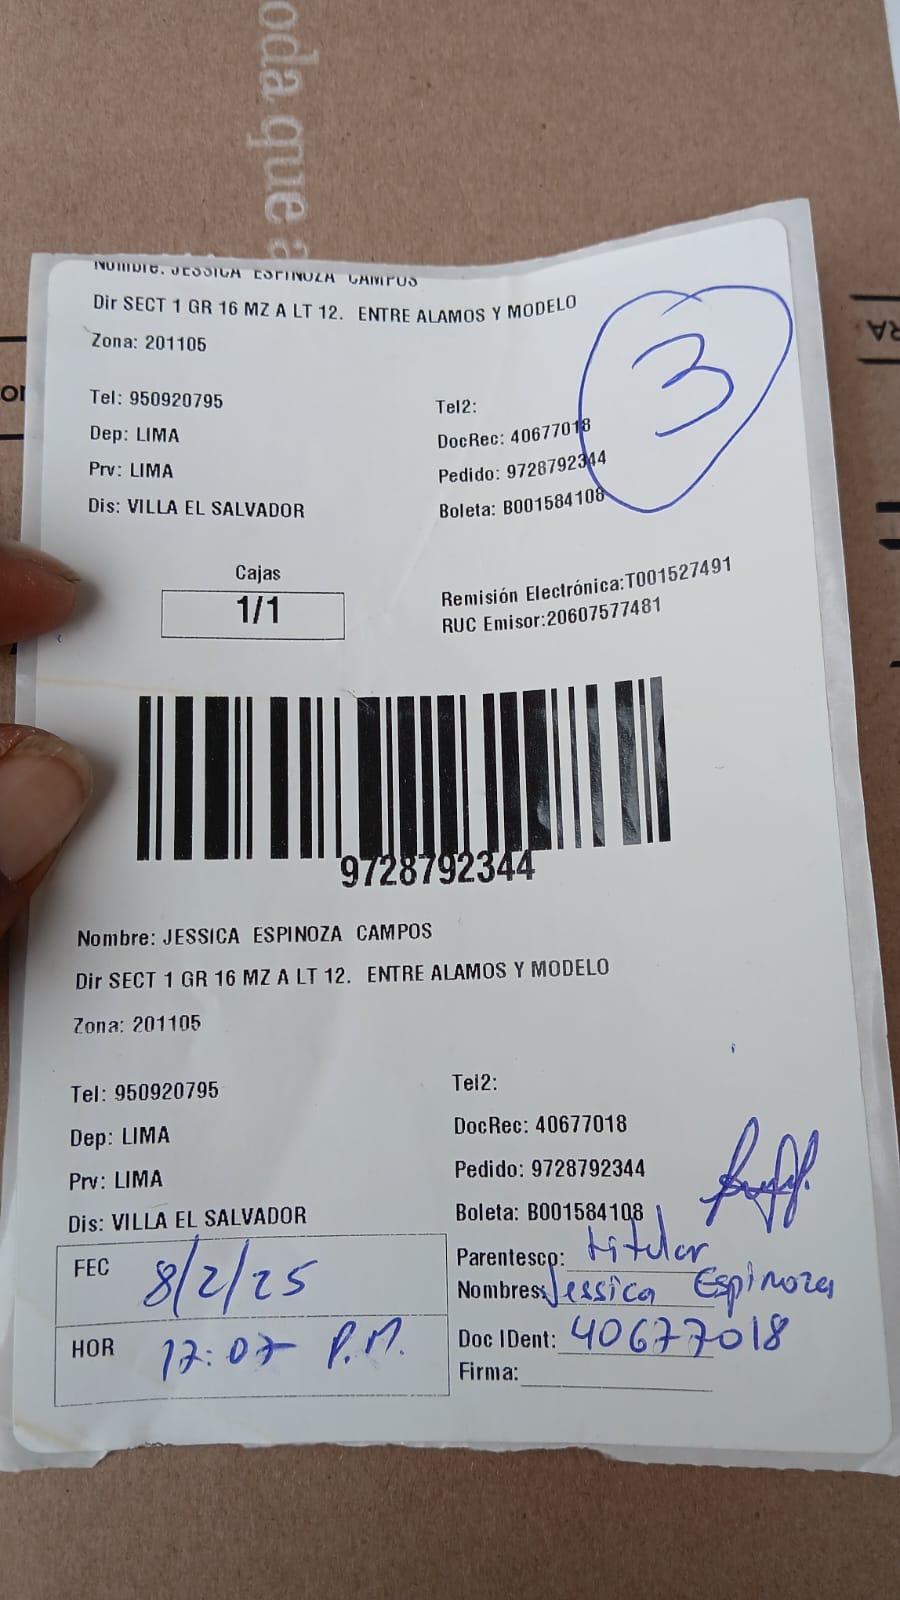 oda que a
Nombre: JESSICA ESPINOZA CAMPOS
Dir SECT 1 GR 16 MZ A LT 12. ENTRE ALAMOS Y MODELO
Zona: 201105
3
Tel: 950920795
Tel2:
Dep: LIMA
DocRec: 40677018
Prv: LIMA
Pedido: 9728792344
Dis: VILLA EL SALVADOR
Boleta: B001584108
Cajas
1/1
Remisión Electrónica:T001527491
RUC Emisor:20607577481
9728792344
Nombre: JESSICA ESPINOZA CAMPOS
Dir SECT 1 GR 16 MZ A LT 12. ENTRE ALAMOS Y MODELO
Zona: 201105
Tel: 950920795
Tel2:
Dep: LIMA
DocRec: 40677018
Prv: LIMA
Pedido: 9728792344
Dis: VILLA EL SALVADOR
Boleta: B001584108
FEC 8/2/25
Parentesco: titular
Nombres: Jessica Espinoza
HOR 12:07 P.M.
Doc IDent: 40677018
Firma: